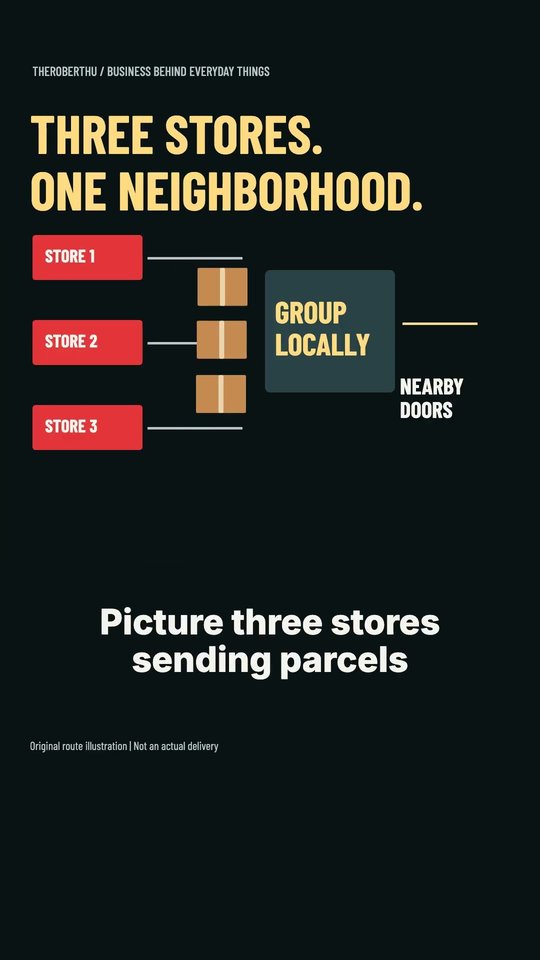 THEROBERTHU / BUSINESS BEHIND EVERYDAY THINGS
THREE STORES.
ONE NEIGHBORHOOD.
STORE 1
STORE 2
STORE 3
GROUP
LOCALLY
NEARBY
DOORS
Picture three stores
sending parcels
Original route illustration | Not an actual delivery